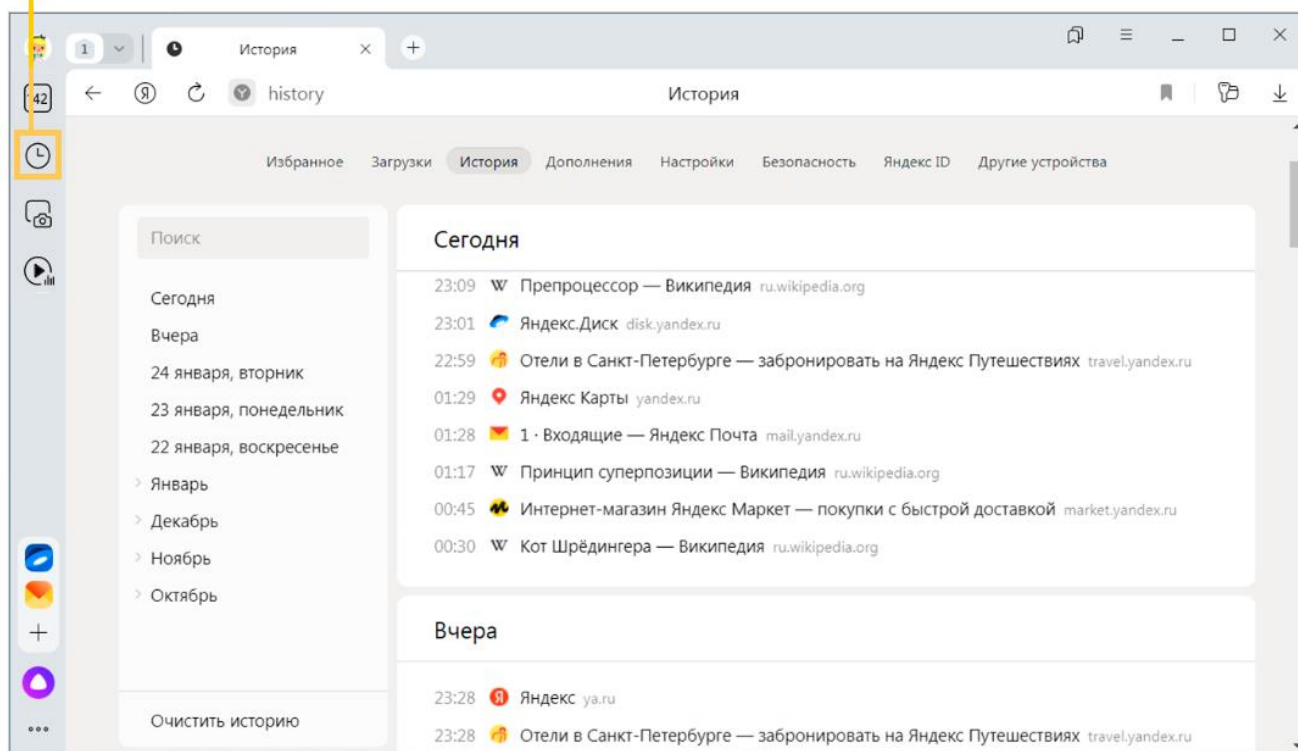 1
История
42
history
История
Избранное Загрузки История Дополнения Настройки Безопасность Яндекс ID Другие устройства
Поиск
Сегодня
Вчера
24 января, вторник
23 января, понедельник
22 января, воскресенье
Январь
Декабрь
Ноябрь
Октябрь
Очистить историю
Сегодня
23:09 W Препроцессор — Википедия ru.wikipedia.org
23:01 Яндекс.Диск disk.yandex.ru
22:59 Отели в Санкт-Петербурге — забронировать на Яндекс Путешествиях travel.yandex.ru
01:29 Яндекс Карты yandex.ru
01:28 1 · Входящие — Яндекс Почта mail.yandex.ru
01:17 W Принцип суперпозиции — Википедия ru.wikipedia.org
00:45 Интернет-магазин Яндекс Маркет — покупки с быстрой доставкой market.yandex.ru
00:30 W Кот Шрёдингера — Википедия ru.wikipedia.org
Вчера
23:28 Я Яндекс ya.ru
23:28 Отели в Санкт-Петербурге — забронировать на Яндекс Путешествиях travel.yandex.ru